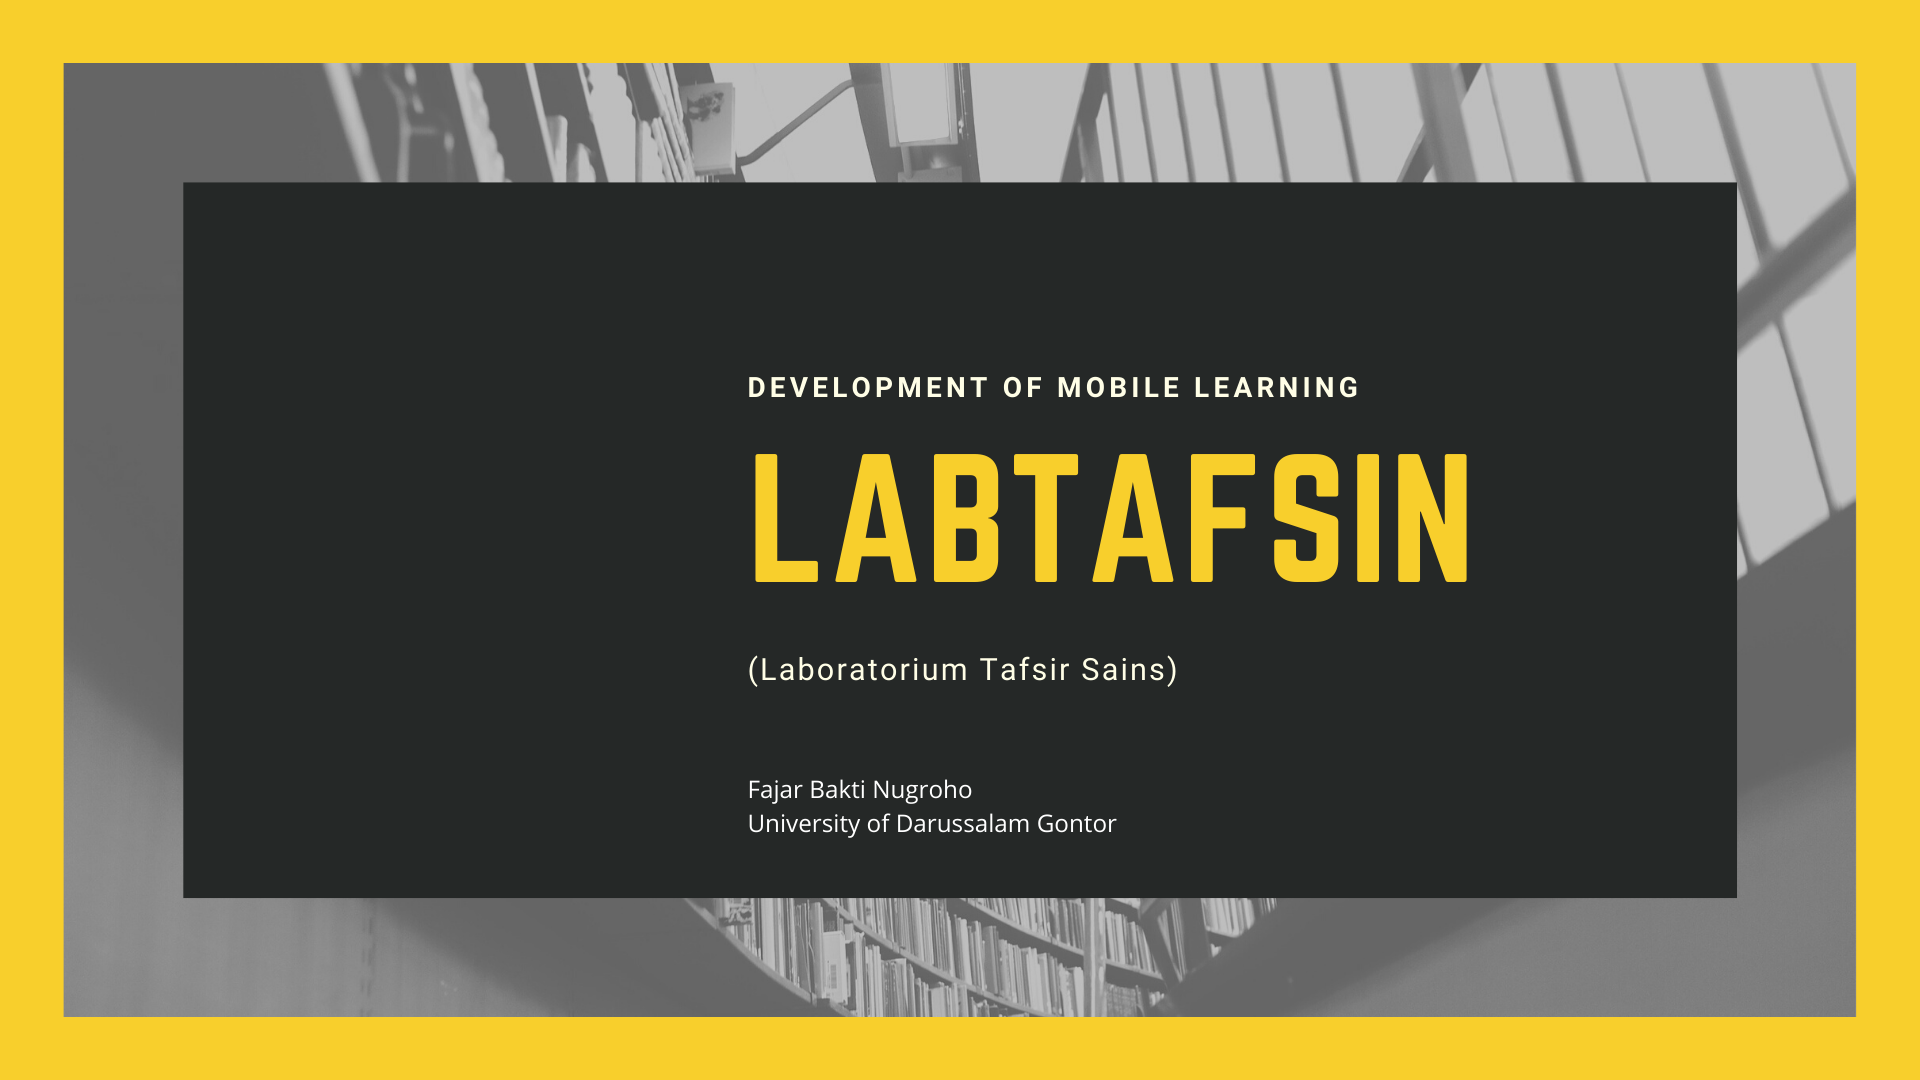 DEVELOPMENT OF MOBILE LEARNING
LABTAFSIN
(Laboratorium Tafsir Sains)
Fajar Bakti Nugroho
University of Darussalam Gontor